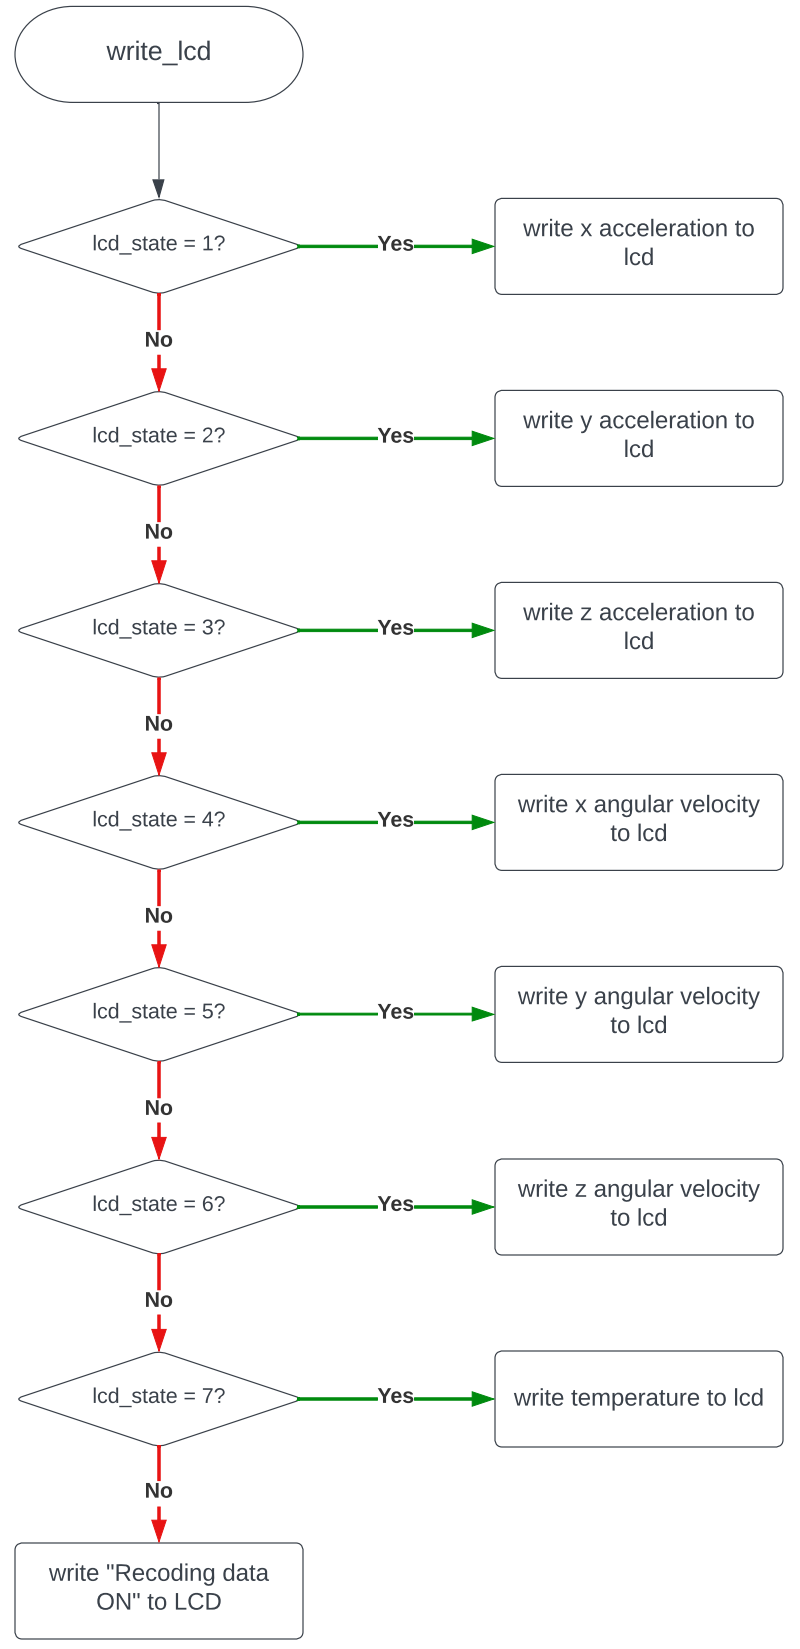 write_lcd
lcd_state = 1?
Yes
write x acceleration to
lcd
No
lcd_state = 2?
Yes
write y acceleration to
lcd
No
lcd_state = 3?
Yes
write z acceleration to
lcd
No
lcd_state = 4?
Yes
write x angular velocity
to lcd
No
lcd_state = 5?
Yes
write y angular velocity
to lcd
No
lcd_state = 6?
Yes
write z angular velocity
to lcd
No
lcd_state = 7?
Yes
write temperature to lcd
No
write "Recoding data
ON" to LCD